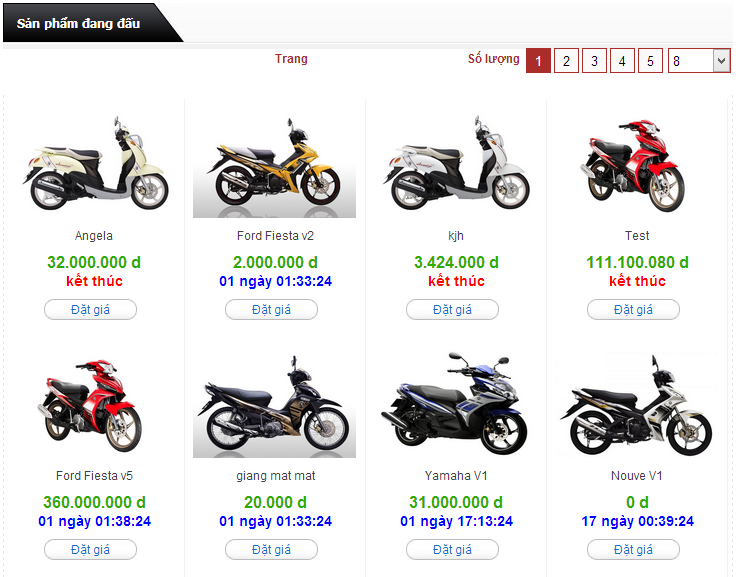 Sản phẩm đang đấu
Trang Số lượng 1 2 3 4 5 8
Angela Ford Fiesta v2 kjh Test
32.000.000 d 2.000.000 d 3.424.000 d 111.100.080 d
kết thúc 01 ngày 01:33:24 kết thúc kết thúc
Đặt giá Đặt giá Đặt giá Đặt giá
Ford Fiesta v5 giang mat mat Yamaha V1 Nouve V1
360.000.000 d 20.000 d 31.000.000 d 0 d
01 ngày 01:38:24 01 ngày 01:33:24 01 ngày 17:13:24 17 ngày 00:39:24
Đặt giá Đặt giá Đặt giá Đặt giá